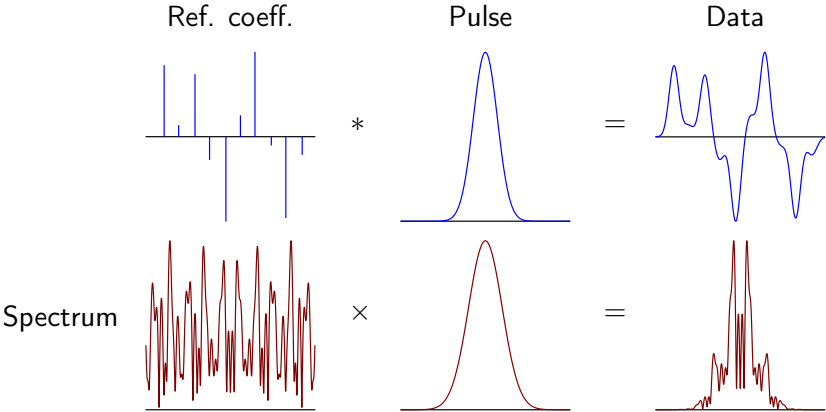 Ref. coeff. Pulse Data
* =
Spectrum × =